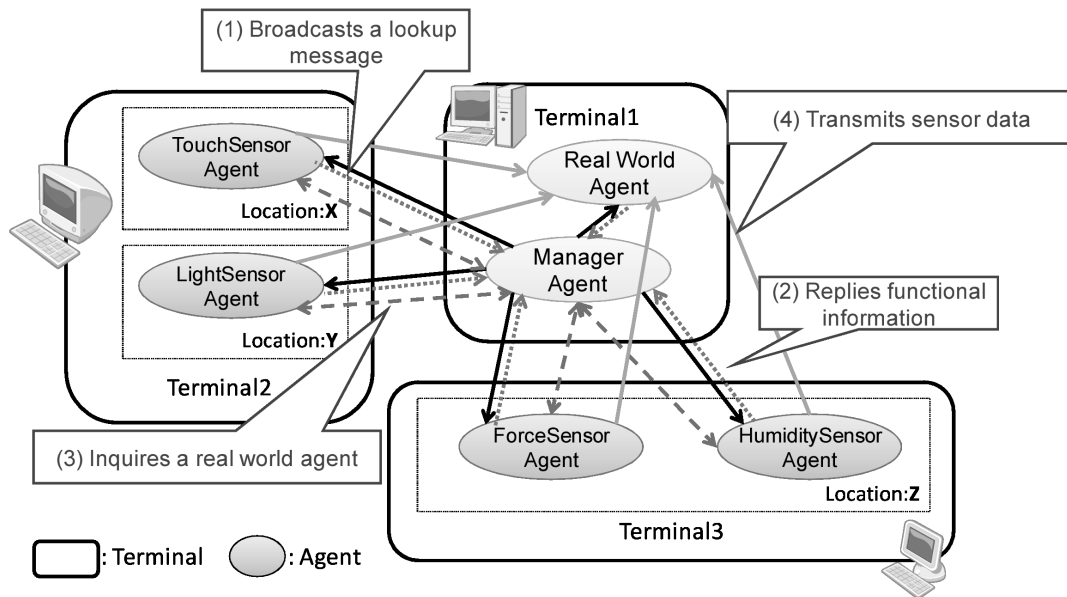 (1) Broadcasts a lookup
message
Terminal1
(4) Transmits sensor data
TouchSensor
Agent
Real World
Agent
Location:X
Manager
Agent
LightSensor
Agent
(2) Replies functional
information
Location:Y
Terminal2
ForceSensor
Agent
HumiditySensor
Agent
(3) Inquires a real world agent
Location:Z
Terminal3
: Terminal
: Agent